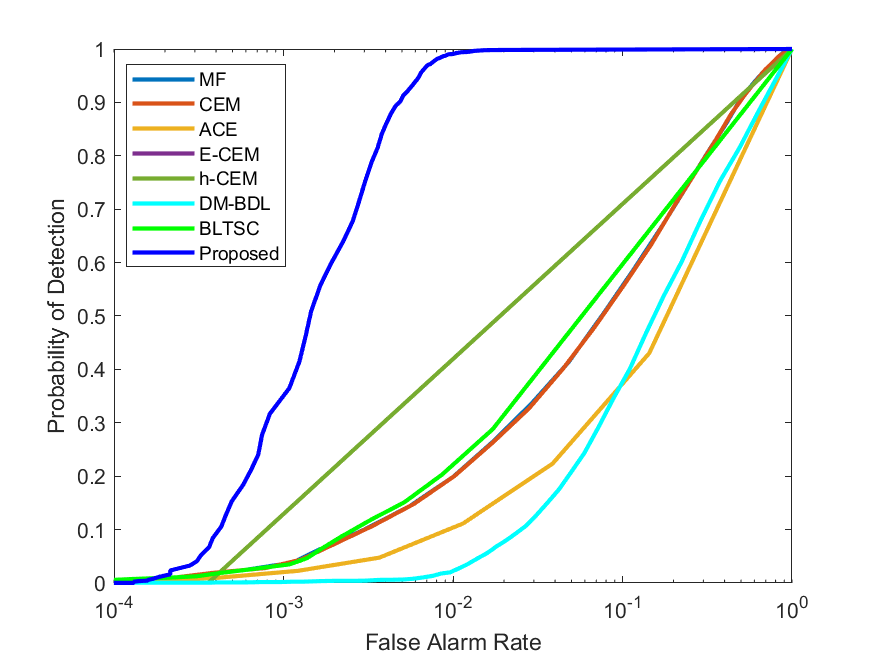 1
0.9
0.8
0.7
0.6
0.5
0.4
0.3
0.2
0.1
0
Probability of Detection
MF
CEM
ACE
E-CEM
h-CEM
DM-BDL
BLTSC
Proposed
10⁻⁴ 10⁻³ 10⁻² 10⁻¹ 10⁰
False Alarm Rate